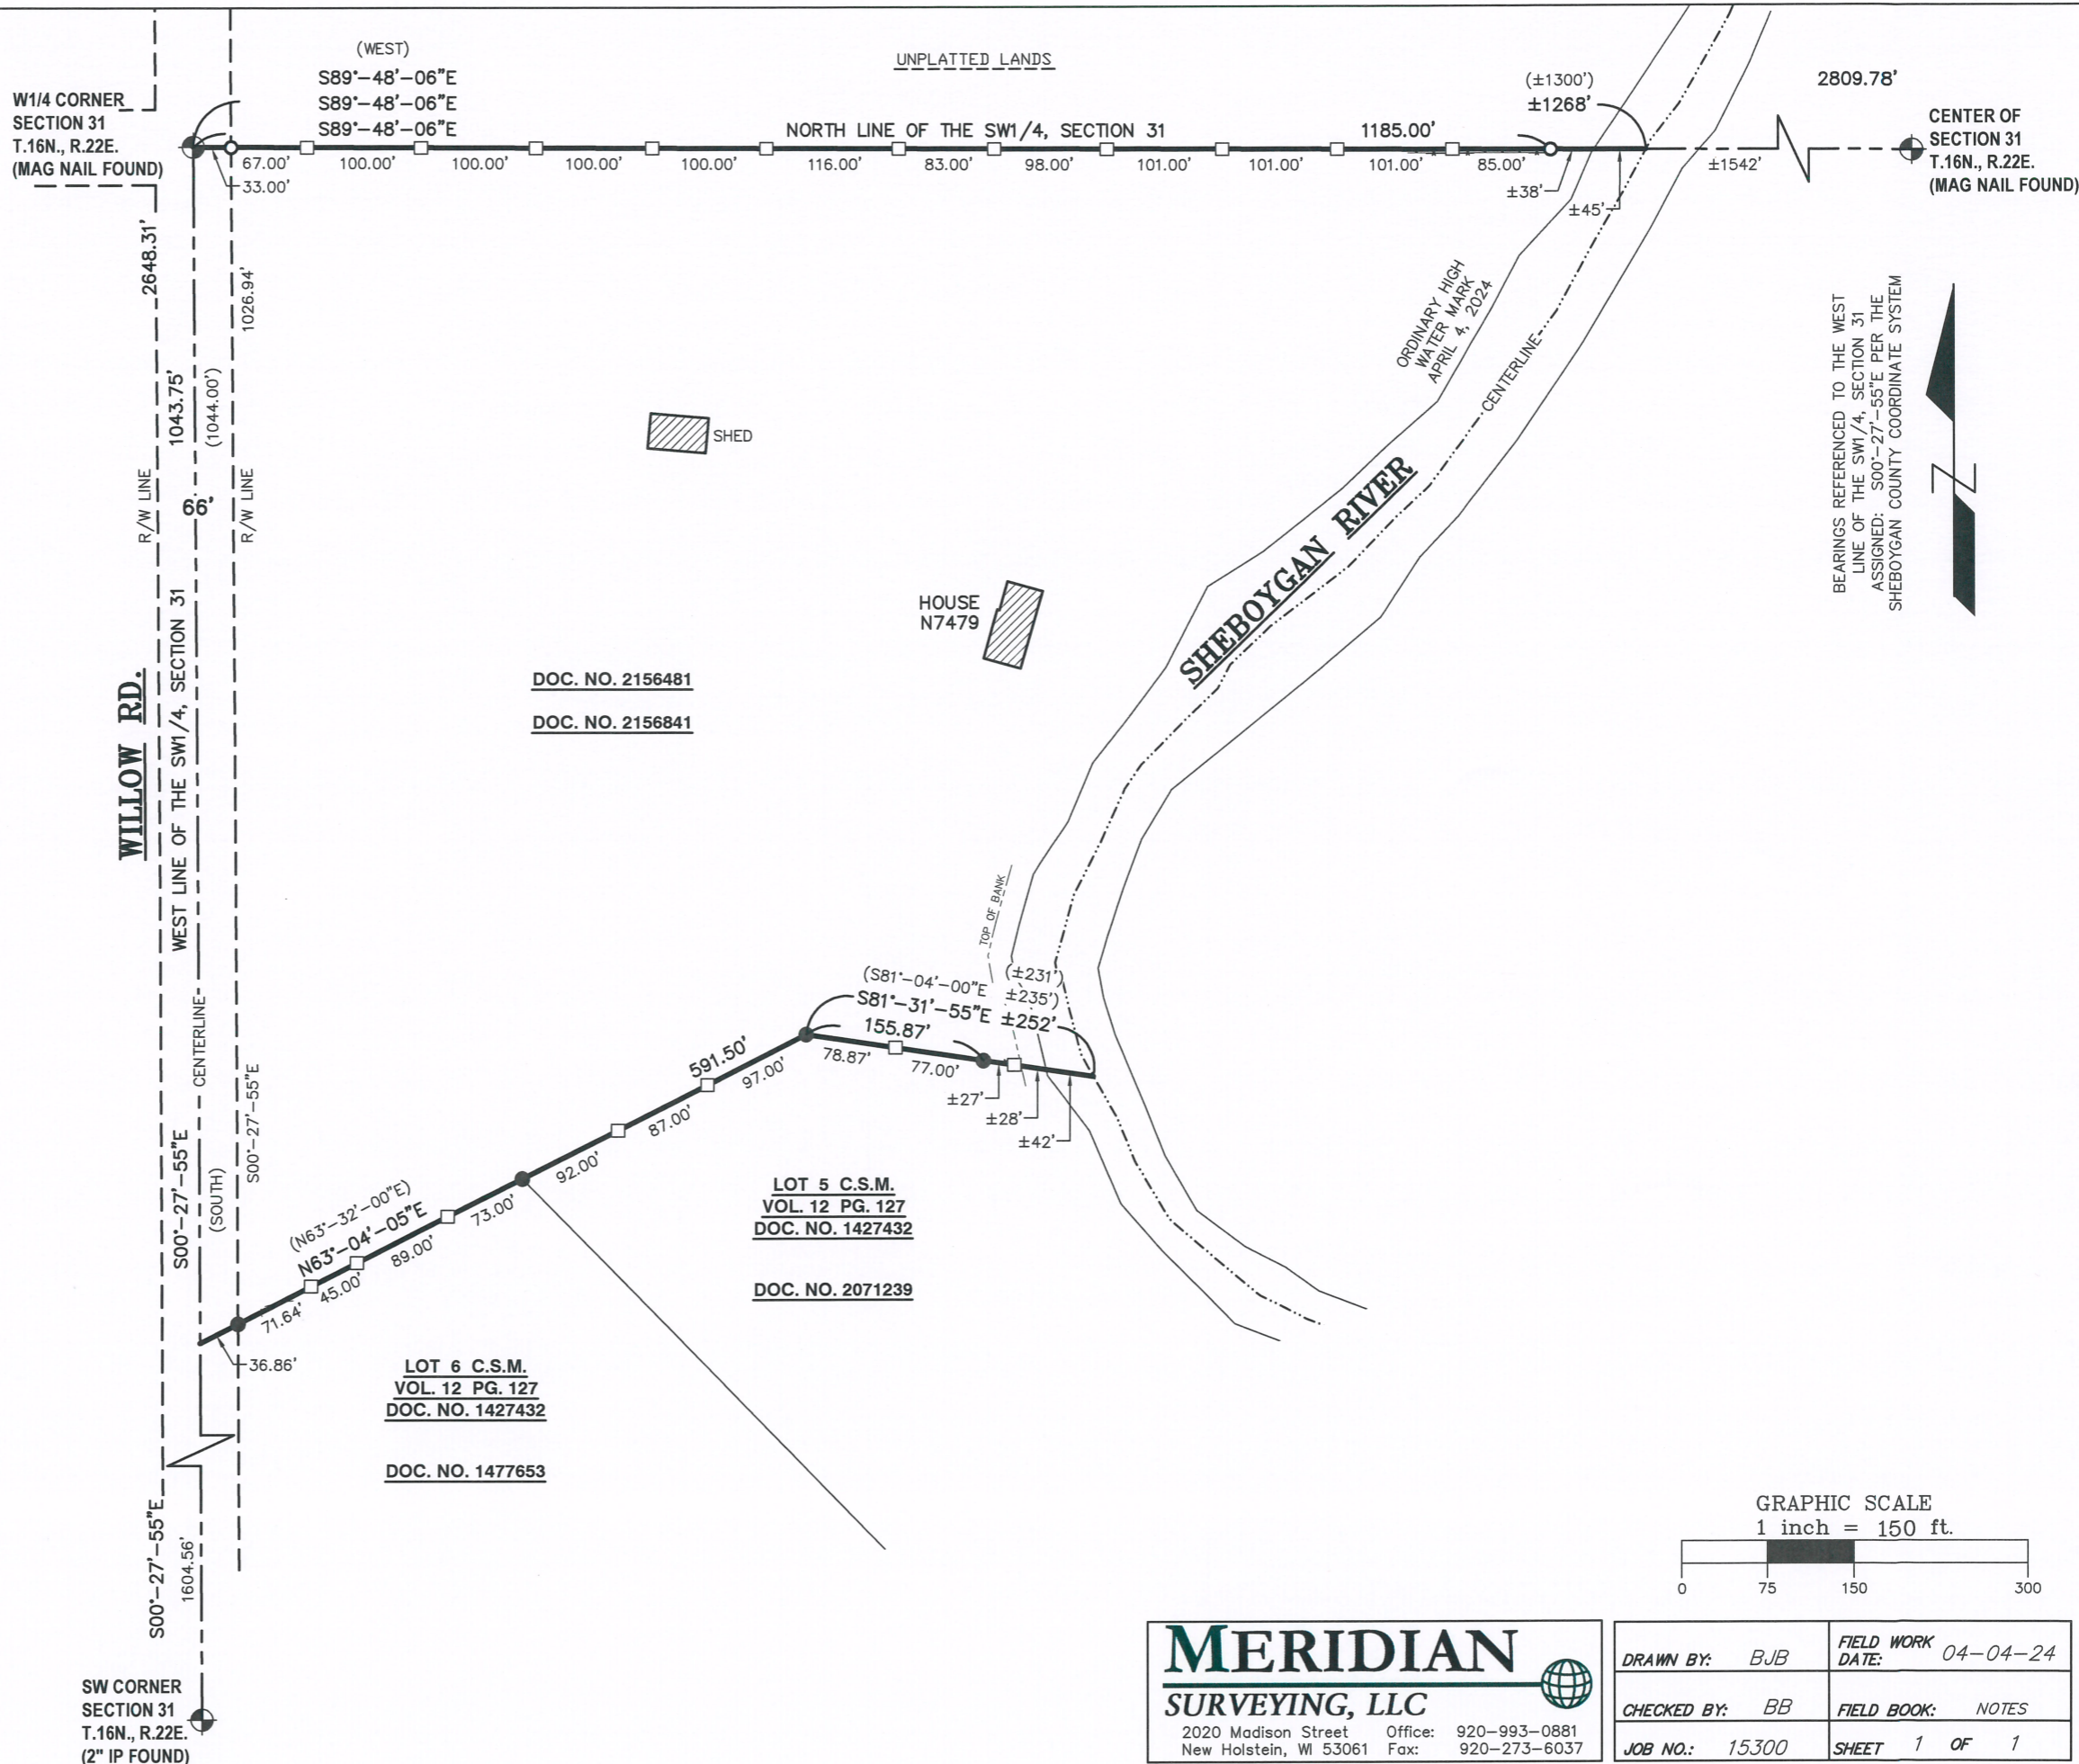 (WEST)
S89°-48'-06"E
S89°-48'-06"E
S89°-48'-06"E
UNPLATTED LANDS
(±1300')
±1268'
2809.78'
W1/4 CORNER
SECTION 31
T.16N., R.22E.
(MAG NAIL FOUND)
NORTH LINE OF THE SW1/4, SECTION 31
1185.00'
CENTER OF
SECTION 31
T.16N., R.22E.
(MAG NAIL FOUND)
67.00' 100.00' 100.00' 100.00' 100.00' 116.00' 83.00' 98.00' 101.00' 101.00' 101.00' 85.00'
±1542'
33.00'
±38'
±45'
2648.31'
1026.94'
1043.75'
(1044.00')
66'
R/W LINE
R/W LINE
WILLOW RD.
WEST LINE OF THE SW1/4, SECTION 31
CENTERLINE
S00°-27'-55"E
(SOUTH)
S00°-27'-55"E
SHED
HOUSE
N7479
DOC. NO. 2156481
DOC. NO. 2156841
ORDINARY HIGH
WATER MARK
APRIL 4, 2024
CENTERLINE
SHEBOYGAN RIVER
BEARINGS REFERENCED TO THE WEST
LINE OF THE SW1/4, SECTION 31
ASSIGNED: S00°-27'-55"E PER THE
SHEBOYGAN COUNTY COORDINATE SYSTEM
N
TOP OF BANK
(S81°-04'-00"E (±231')
±235')
S81°-31'-55"E ±252'
155.87'
78.87'
77.00'
±27'
±28'
±42'
591.50'
97.00'
87.00'
92.00'
73.00'
(N63°-32'-00"E)
N63°-04'-05"E
89.00'
45.00'
71.64'
36.86'
LOT 5 C.S.M.
VOL. 12 PG. 127
DOC. NO. 1427432
DOC. NO. 2071239
LOT 6 C.S.M.
VOL. 12 PG. 127
DOC. NO. 1427432
DOC. NO. 1477653
S00°-27'-55"E
1604.56'
SW CORNER
SECTION 31
T.16N., R.22E.
(2" IP FOUND)
GRAPHIC SCALE
1 inch = 150 ft.
0 75 150 300
MERIDIAN
SURVEYING, LLC
2020 Madison Street Office: 920-993-0881
New Holstein, WI 53061 Fax: 920-273-6037
DRAWN BY: BJB
FIELD WORK DATE: 04-04-24
CHECKED BY: BB
FIELD BOOK: NOTES
JOB NO.: 15300
SHEET 1 OF 1